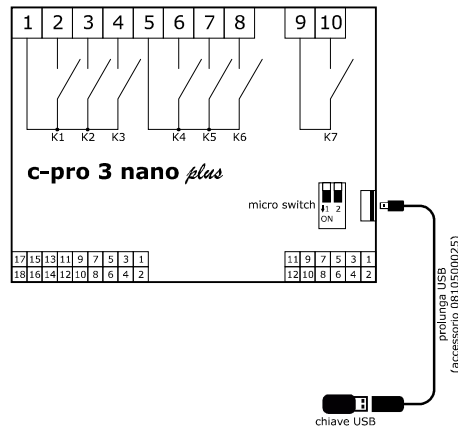 1 2 3 4 5 6 7 8 9 10
K1 K2 K3 K4 K5 K6 K7
c-pro 3 nano plus
micro switch
1 2
ON
17 15 13 11 9 7 5 3 1
18 16 14 12 10 8 6 4 2
11 9 7 5 3 1
12 10 8 6 4 2
prolunga USB
(accessorio 0810500025)
chiave USB